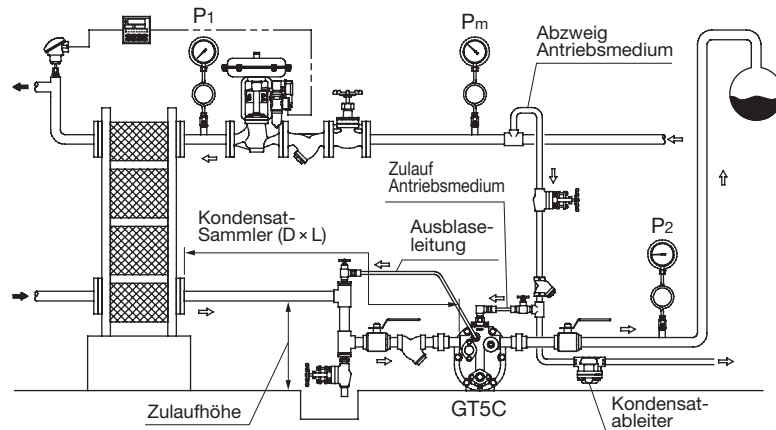 P1
Pm
Abzweig
Antriebsmedium
Zulauf
Antriebsmedium
Kondensat-
Sammler (D × L)
Ausblase-
leitung
P2
Zulaufhöhe
GT5C
Kondensat-
ableiter